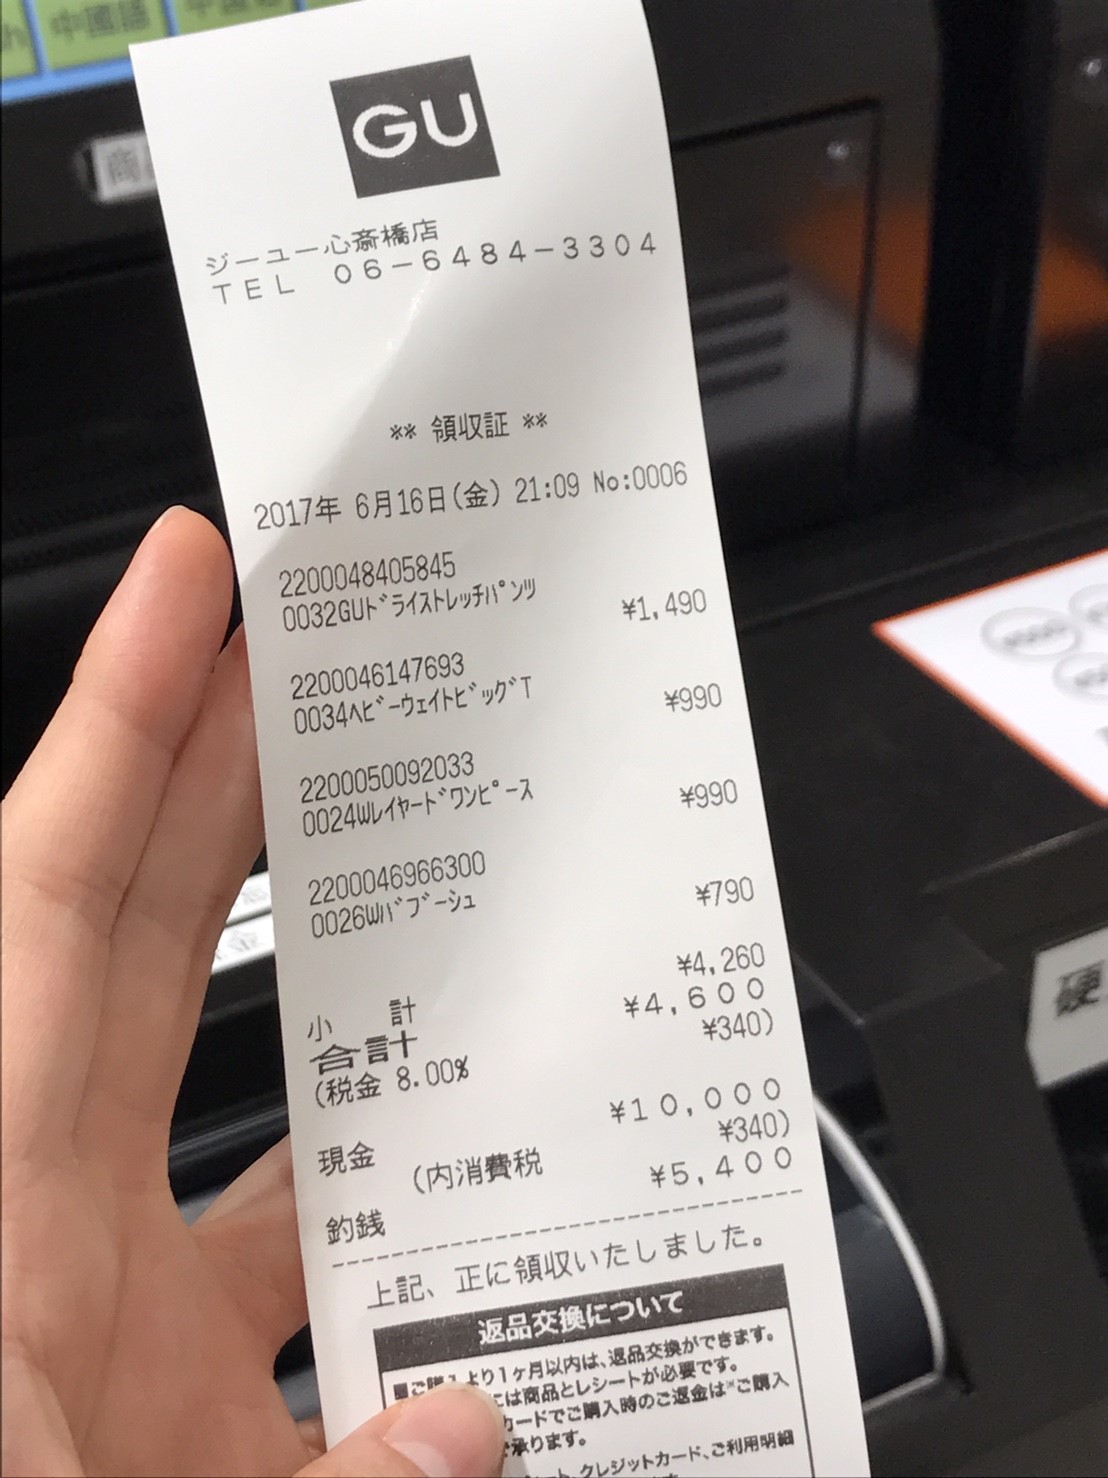 中國語
商
GU
ジーユー心斎橋店
TEL 06-6484-3304
** 領収証 **
2017年 6月16日(金) 21:09 No:0006
2200048405845
0032GUﾄﾞﾗｲｽﾄﾚｯﾁﾊﾟﾝﾂ ¥1,490
2200046147693
0034ﾍﾋﾞｰｳｪｲﾄﾋﾞｯｸﾞT ¥990
2200050092033
0024Wﾚｲﾔｰﾄﾞﾜﾝﾋﾟｰｽ ¥990
2200046966300
0026Wﾊﾞﾌﾞｰｼｭ ¥790
小計 ¥4,260
合計 ¥4,600
(税金 8.00% ¥340)
現金 ¥10,000
(内消費税 ¥340)
釣銭 ¥5,400
上記、正に領収いたしました。
返品交換について
ご購入より1ヶ月以内は、返品交換ができます。
には商品とレシートが必要です。
カードでご購入時のご返金は※ご購入
承ります。
クレジットカード、ご利用明細
硬